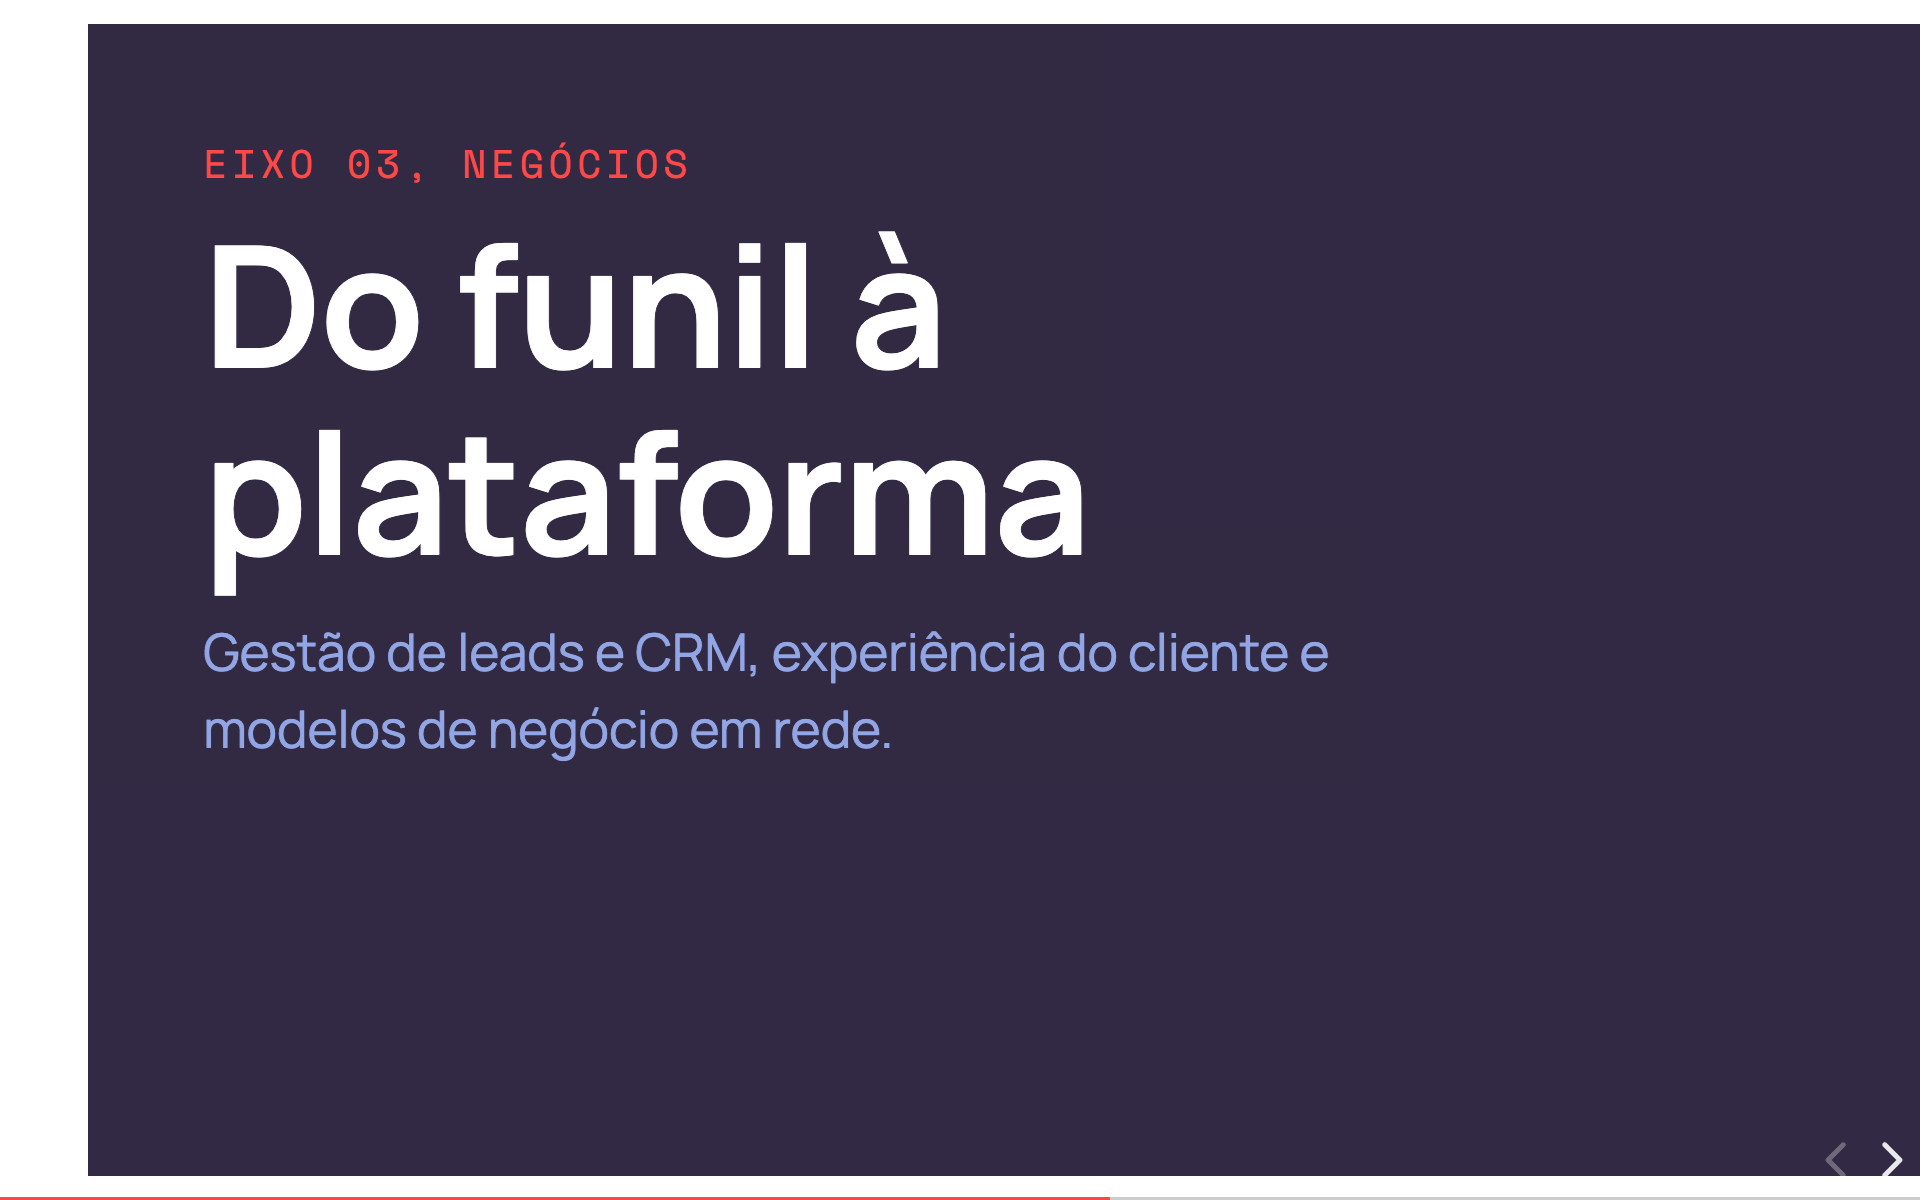 EIXO 03, NEGÓCIOS
Do funil à
plataforma
Gestão de leads e CRM, experiência do cliente e
modelos de negócio em rede.